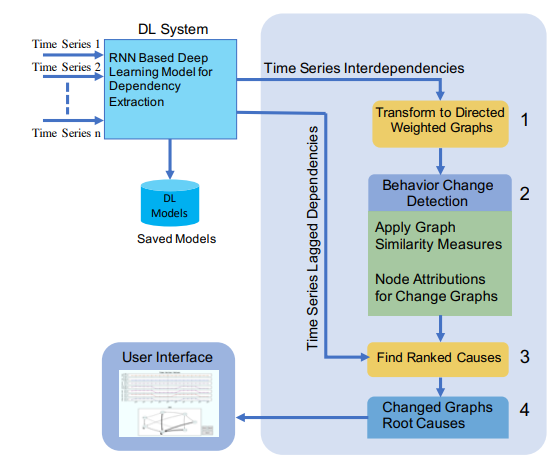 DL System
Time Series 1
Time Series 2
Time Series n
RNN Based Deep
Learning Model for
Dependency
Extraction
DL
Models
Saved Models
Time Series Interdependencies
Time Series Lagged Dependencies
Transform to Directed
Weighted Graphs
1
Behavior Change
Detection
2
Apply Graph
Similarity Measures
Node Attributions
for Change Graphs
Find Ranked Causes
3
Changed Graphs
Root Causes
4
User Interface